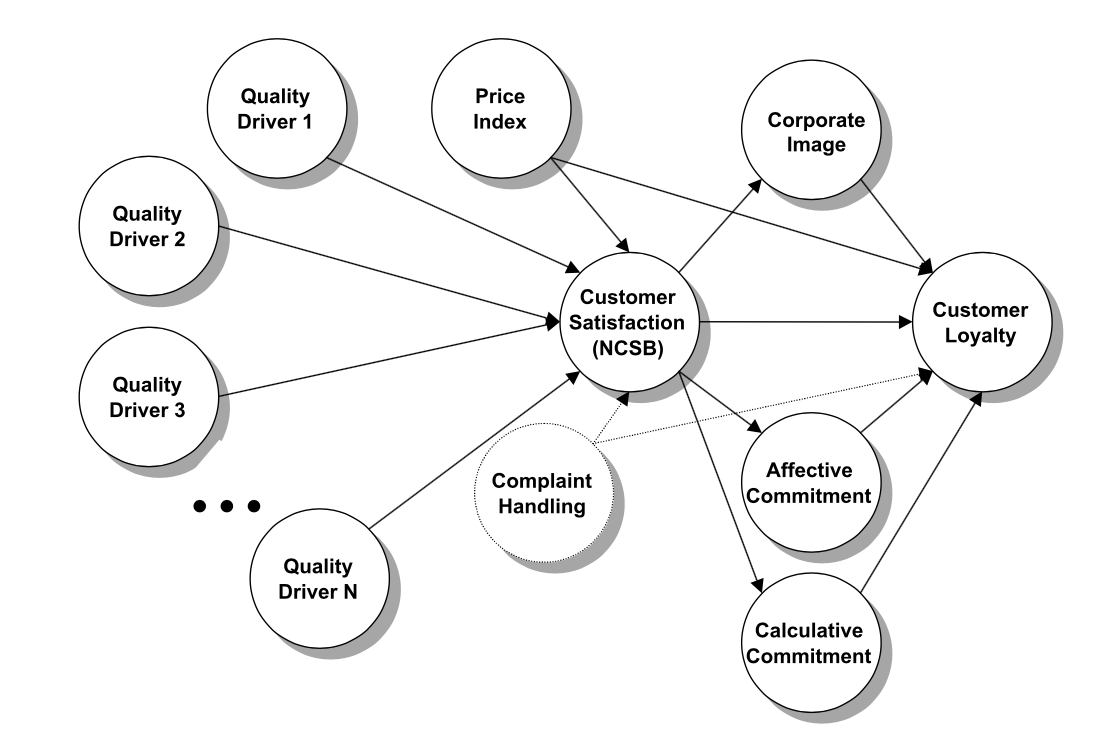 Quality
Driver 1
Price
Index
Corporate
Image
Quality
Driver 2
Customer
Satisfaction
(NCSB)
Customer
Loyalty
Quality
Driver 3
Complaint
Handling
Affective
Commitment
Quality
Driver N
Calculative
Commitment